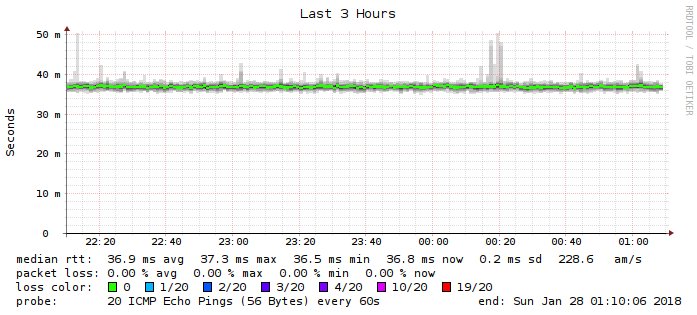 Last 3 Hours
RRDTOOL / TOBI OETIKER
Seconds
50 m
40 m
30 m
20 m
10 m
0
22:20 22:40 23:00 23:20 23:40 00:00 00:20 00:40 01:00
median rtt: 36.9 ms avg 37.3 ms max 36.5 ms min 36.8 ms now 0.2 ms sd 228.6 am/s
packet loss: 0.00 % avg 0.00 % max 0.00 % min 0.00 % now
loss color: 0 1/20 2/20 3/20 4/20 10/20 19/20
probe: 20 ICMP Echo Pings (56 Bytes) every 60s end: Sun Jan 28 01:10:06 2018